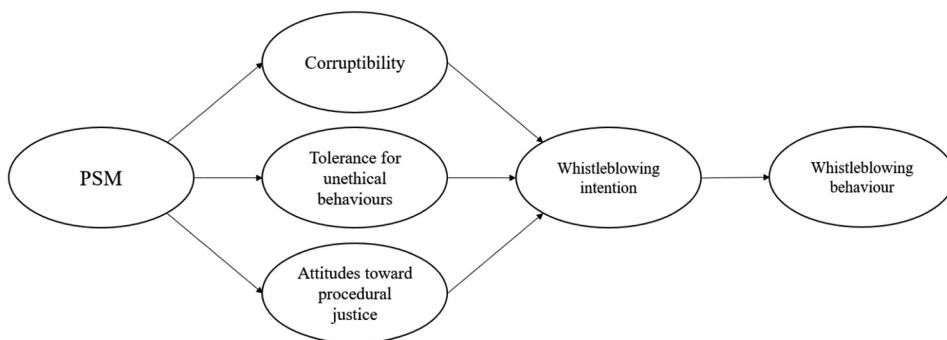 Corruptibility
PSM
Tolerance for
unethical
behaviours
Attitudes toward
procedural
justice
Whistleblowing
intention
Whistleblowing
behaviour